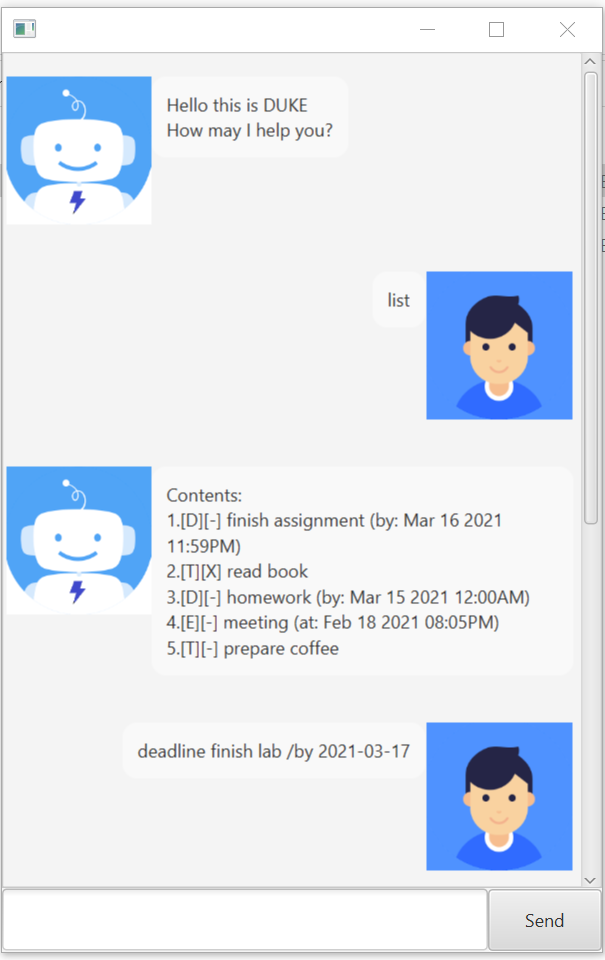 Hello this is DUKE
How may I help you?
list
Contents:
1.[D][-] finish assignment (by: Mar 16 2021
11:59PM)
2.[T][X] read book
3.[D][-] homework (by: Mar 15 2021 12:00AM)
4.[E][-] meeting (at: Feb 18 2021 08:05PM)
5.[T][-] prepare coffee
deadline finish lab /by 2021-03-17
Send